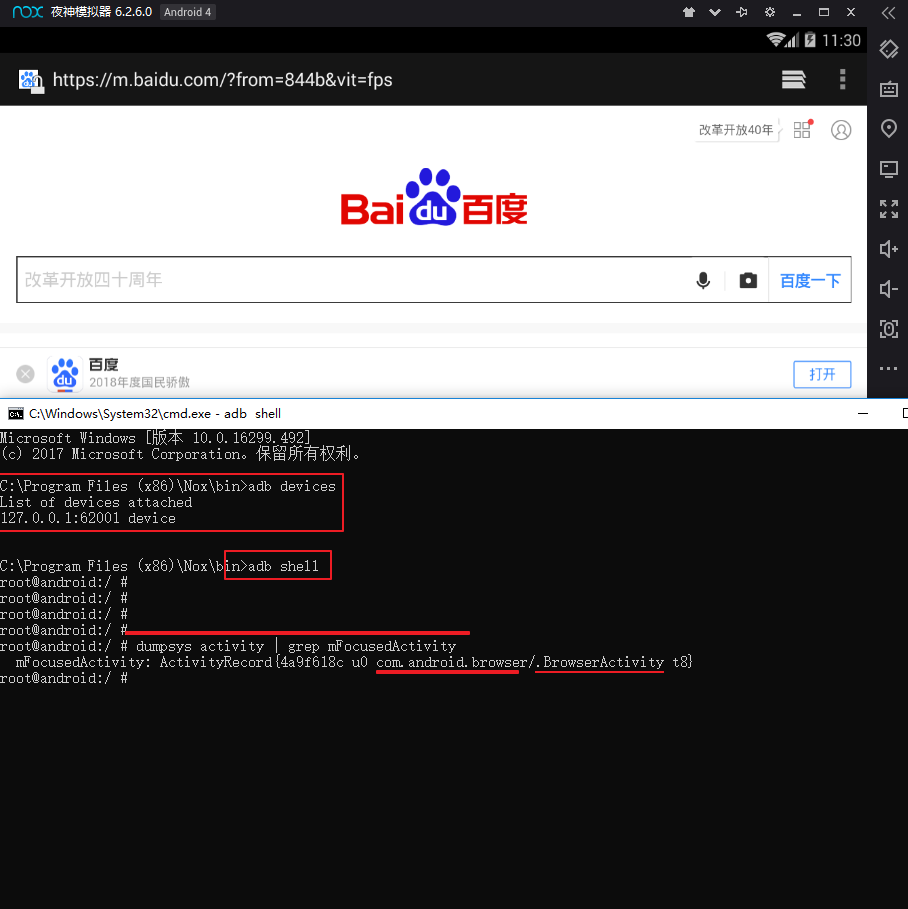 nox 夜神模拟器 6.2.6.0 Android 4
11:30
https://m.baidu.com/?from=844b&vit=fps
改革开放40年
Bai du 百度
改革开放四十周年 百度一下
du
百度
2018年度国民骄傲
打开
C:\Windows\System32\cmd.exe - adb  shell
Microsoft Windows [版本 10.0.16299.492]
(c) 2017 Microsoft Corporation。保留所有权利。
C:\Program Files (x86)\Nox\bin>adb devices
List of devices attached
127.0.0.1:62001 device
C:\Program Files (x86)\Nox\bin>adb shell
root@android:/ #
root@android:/ #
root@android:/ #
root@android:/ #
root@android:/ # dumpsys activity | grep mFocusedActivity
  mFocusedActivity: ActivityRecord{4a9f618c u0 com.android.browser/.BrowserActivity t8}
root@android:/ #